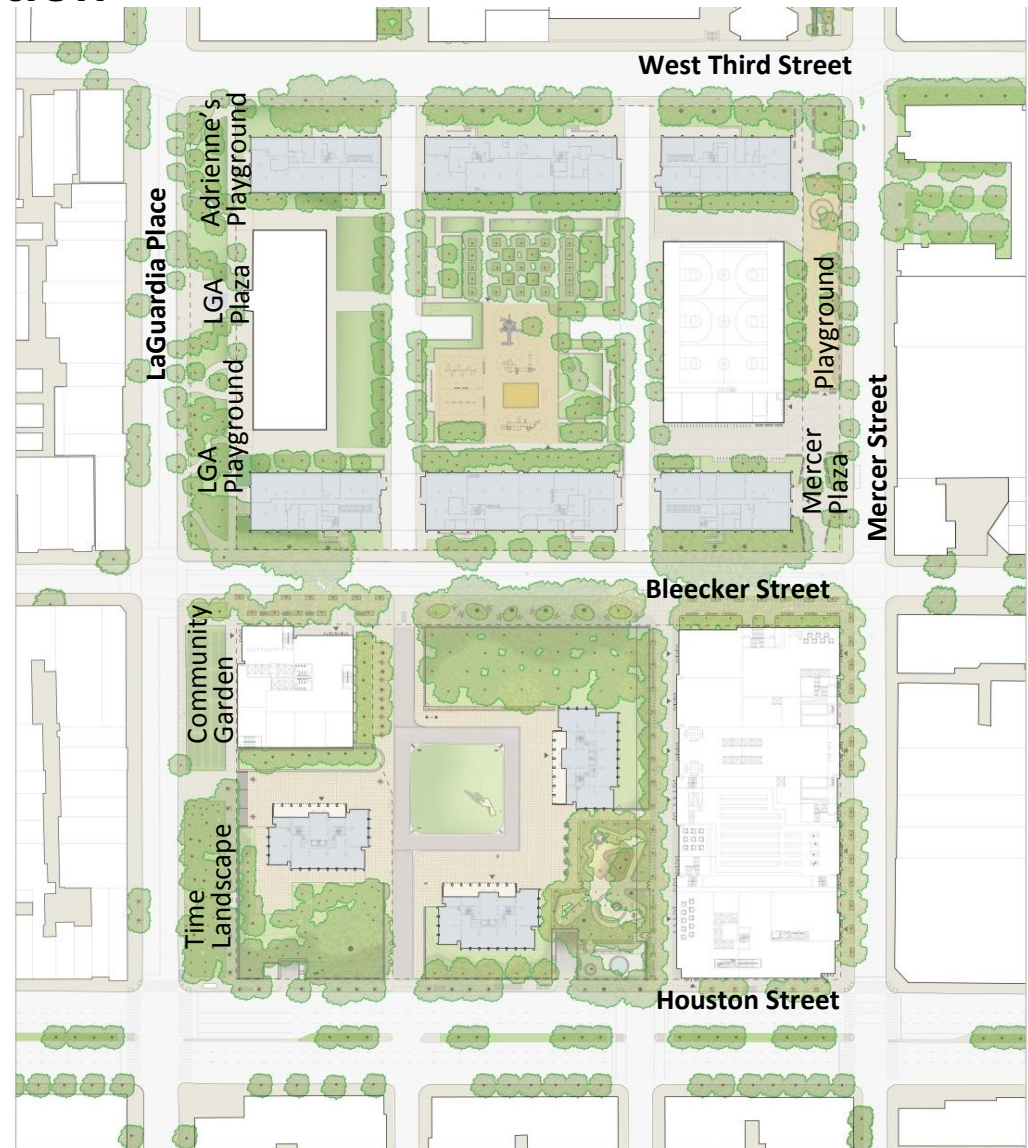 West Third Street
Adrienne's
Playground
LaGuardia Place
LGA
Plaza
Playground
LGA
Playground
Mercer
Plaza
Mercer Street
Bleecker Street
Community
Garden
Time
Landscape
Houston Street